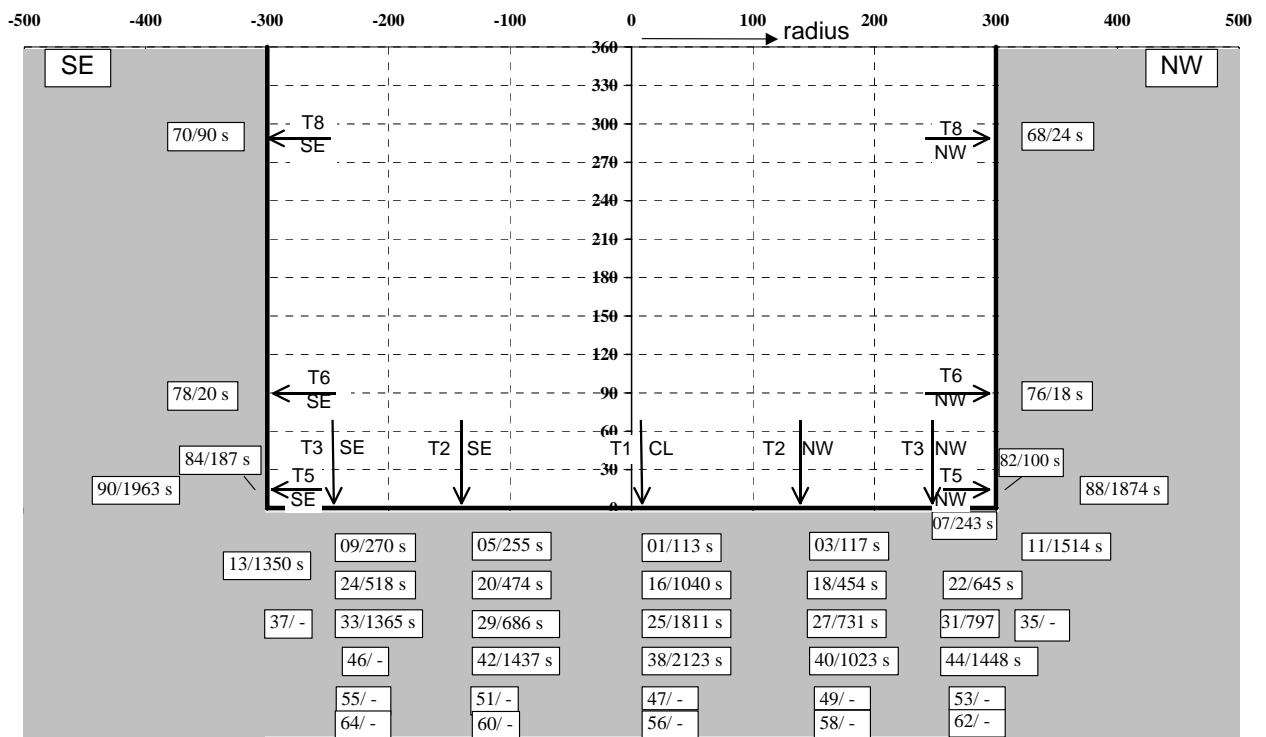 -500 -400 -300 -200 -100 0 100 200 300 400 500
radius
360
SE NW
330
300
70/90 s T8 SE T8 NW 68/24 s
270
240
210
180
150
120
78/20 s T6 SE 90 T6 NW 76/18 s
60
T3 SE T2 SE T1 CL T2 NW T3 NW
84/187 s 82/100 s
30
90/1963 s T5 SE T5 NW 88/1874 s
0
07/243 s
09/270 s 05/255 s 01/113 s 03/117 s 11/1514 s
13/1350 s
24/518 s 20/474 s 16/1040 s 18/454 s 22/645 s
37/ - 33/1365 s 29/686 s 25/1811 s 27/731 s 31/797 35/ -
46/ - 42/1437 s 38/2123 s 40/1023 s 44/1448 s
55/ - 51/ - 47/ - 49/ - 53/ -
64/ - 60/ - 56/ - 58/ - 62/ -